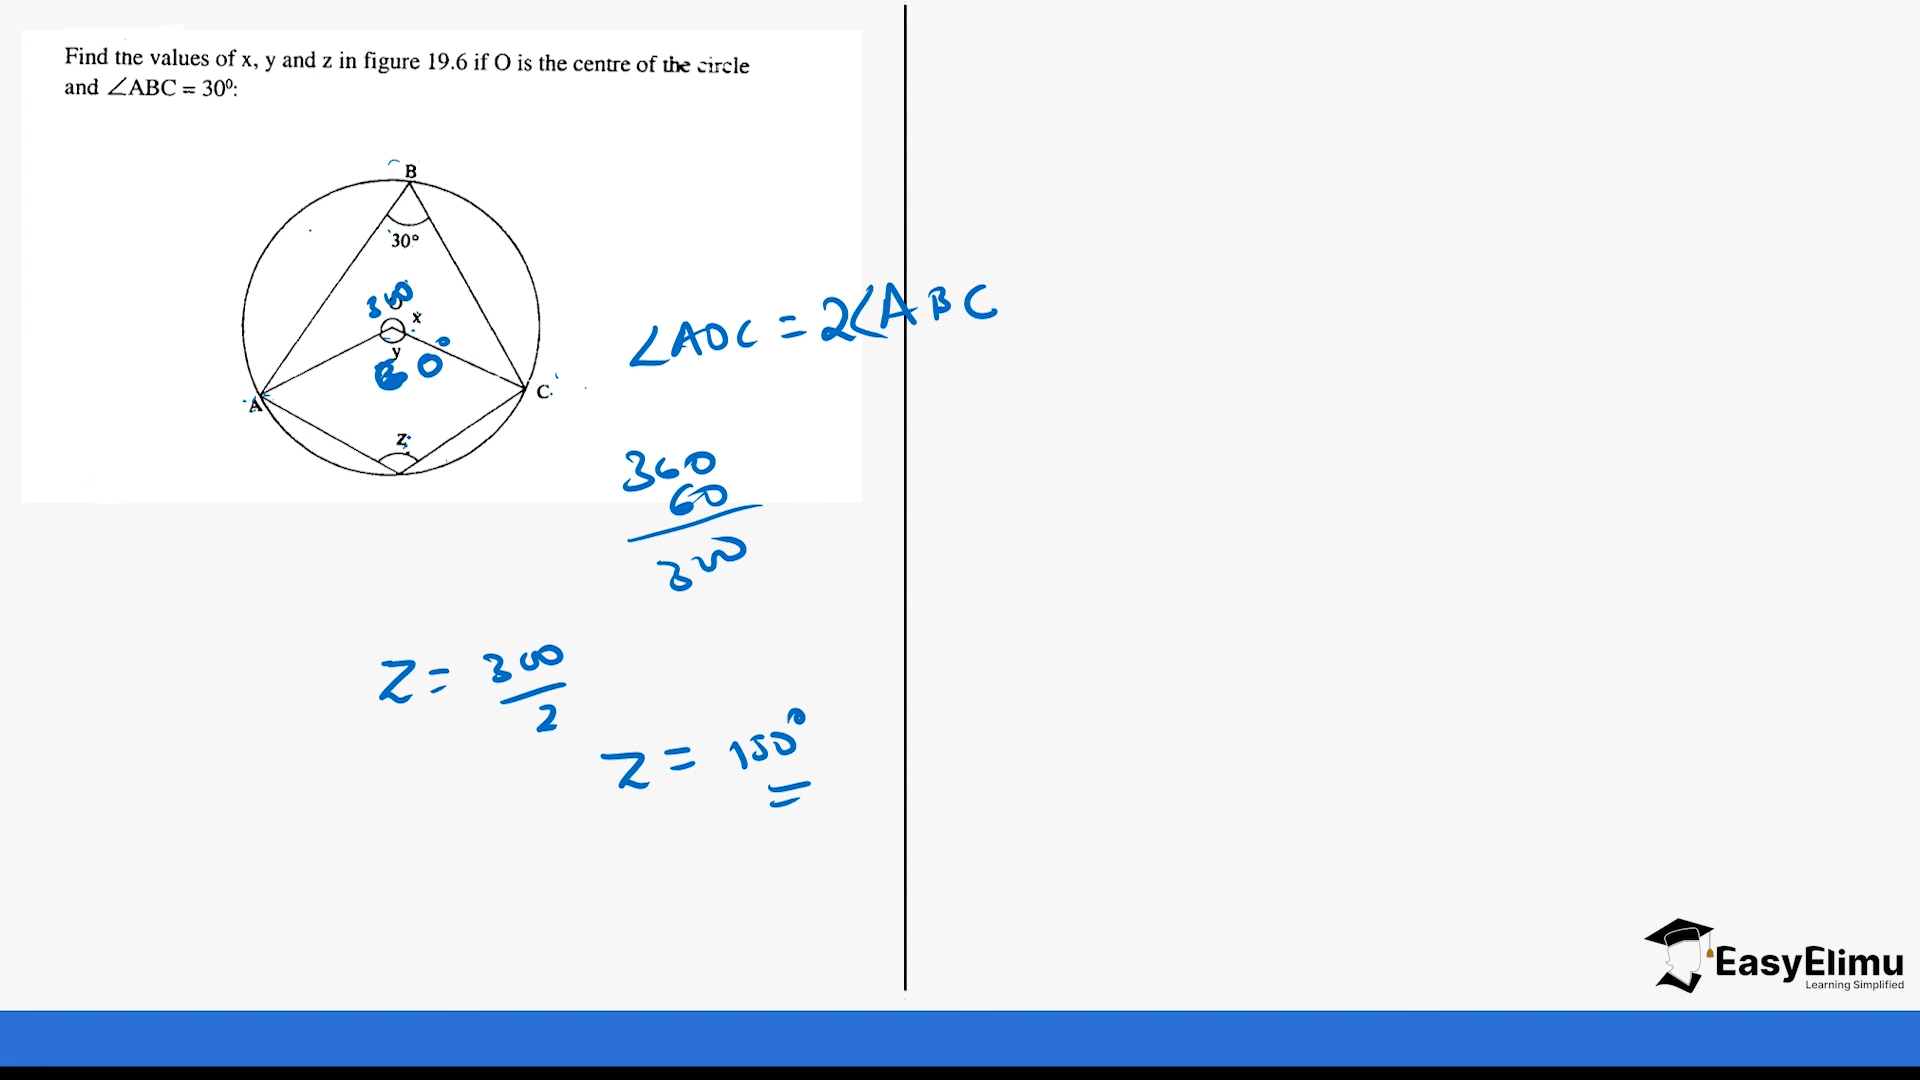 Find the values of x, y and z in figure 19.6 if O is the centre of the circle
and ∠ABC = 30⁰:
B
30°
300
x
y
60°
A
C
z
∠AOC = 2∠ABC
360
60
300
Z = 300
2
Z = 150°
EasyElimu
Learning Simplified